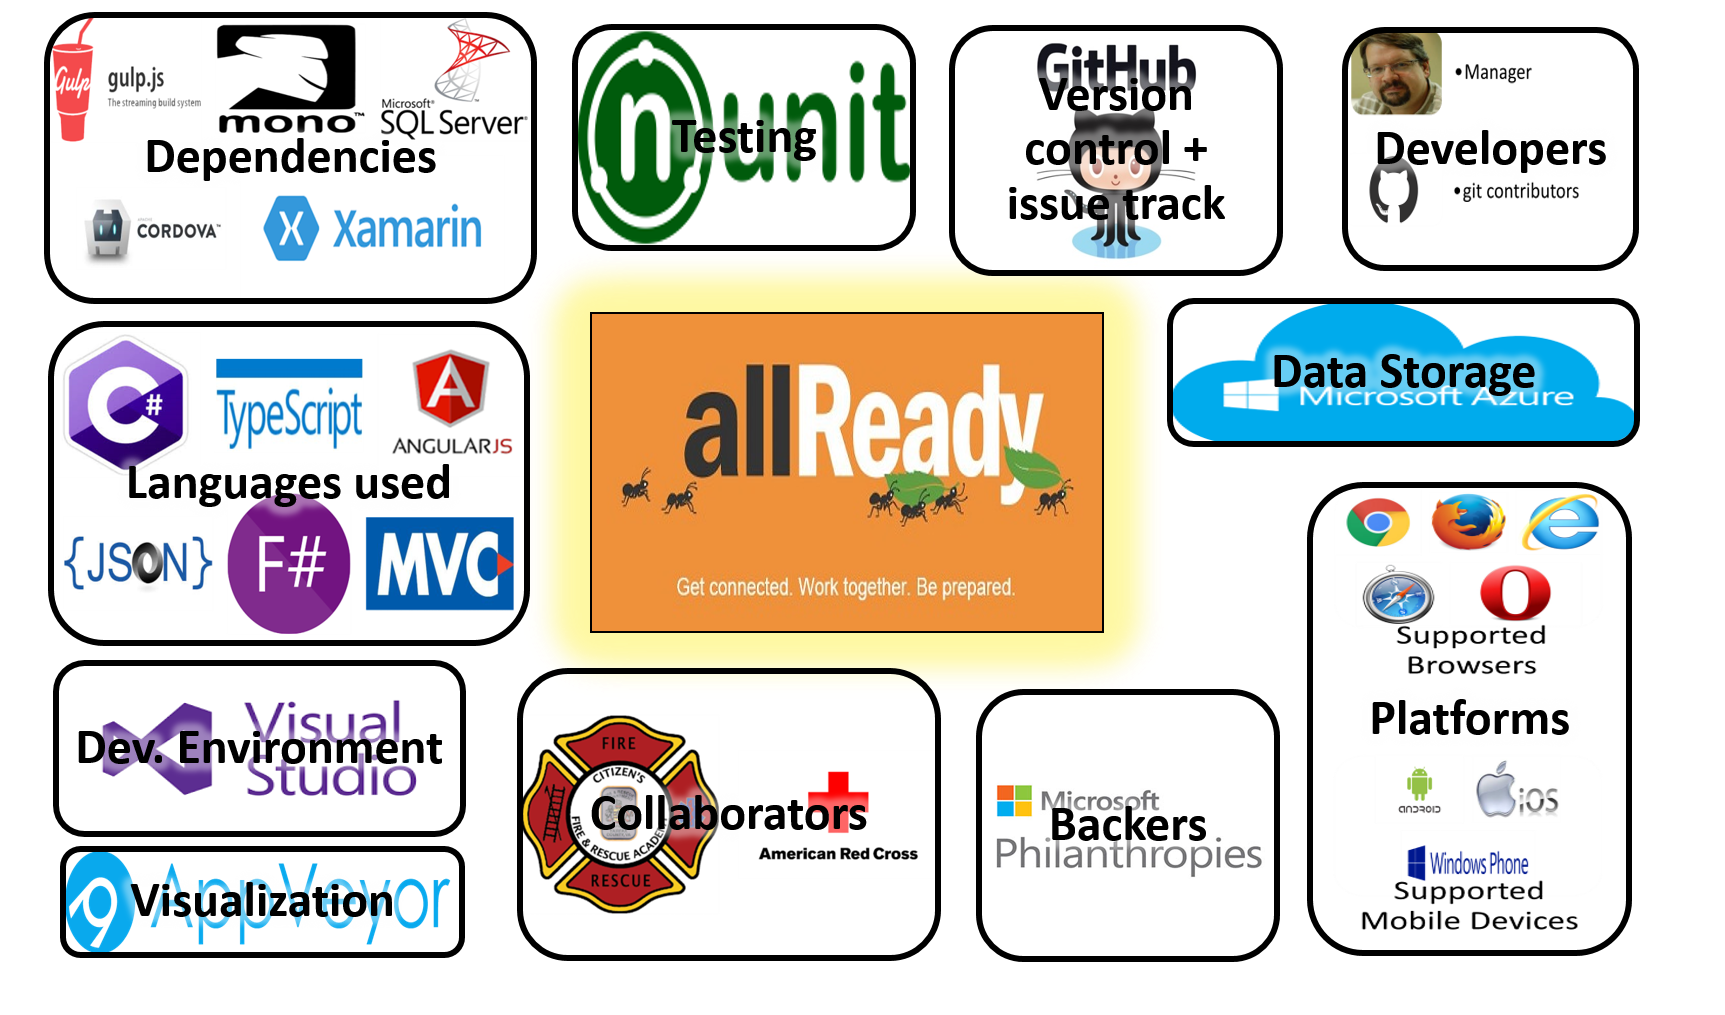 Gulp
gulp.js
The streaming build system
mono™
Microsoft®
SQL Server®
Dependencies
CORDOVA™
Xamarin
nunit
Testing
GitHub
Version
control +
issue track
•Manager
Developers
•git contributors
C#
TypeScript
ANGULARJS
Languages used
{JSON}
F#
MVC
allReady
Get connected. Work together. Be prepared.
Data Storage
Microsoft Azure
Supported
Browsers
Platforms
ANDROID
iOS
Windows Phone
Supported
Mobile Devices
Visual
Studio
Dev. Environment
AppVeyor
Visualization
FIRE
CITIZEN'S
FIRE & RESCUE ACADEMY
RESCUE
Collaborators
American Red Cross
Microsoft
Philanthropies
Backers